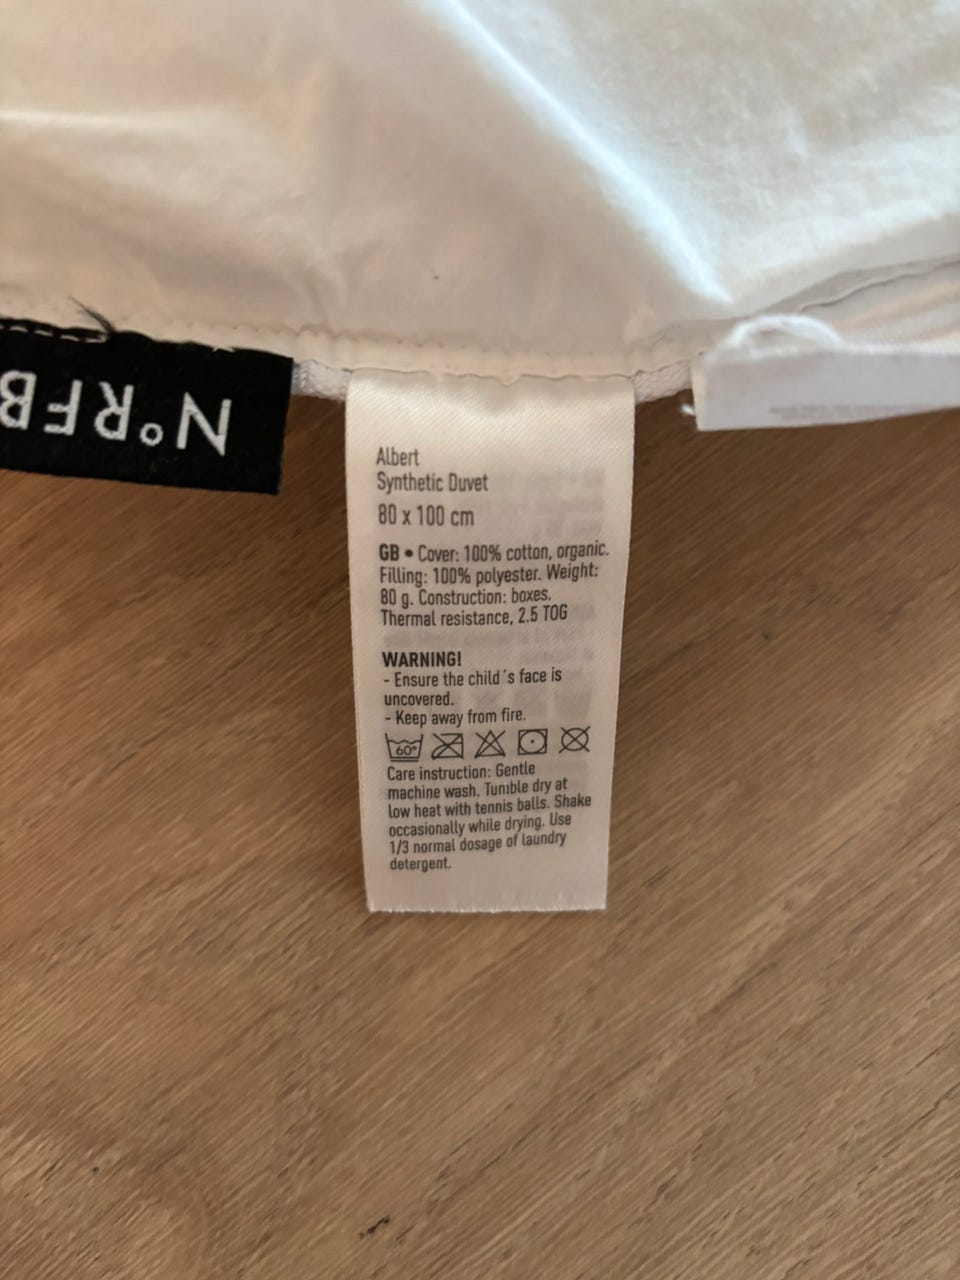 N°RFB
Albert
Synthetic Duvet
80 x 100 cm
GB • Cover: 100% cotton, organic.
Filling: 100% polyester. Weight:
80 g. Construction: boxes.
Thermal resistance, 2.5 TOG
WARNING!
- Ensure the child´s face is
uncovered.
- Keep away from fire.
60°
Care instruction: Gentle
machine wash. Tumble dry at
low heat with tennis balls. Shake
occasionally while drying. Use
1/3 normal dosage of laundry
detergent.